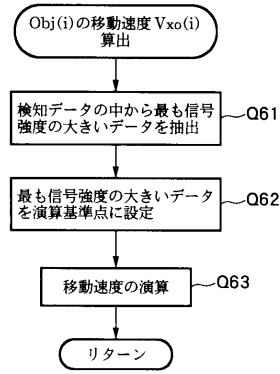 Obj(i)の移動速度Vxo(i)
算出
検知データの中から最も信号
強度の大きいデータを抽出
Q61
最も信号強度の大きいデータ
を演算基準点に設定
Q62
移動速度の演算
Q63
リターン